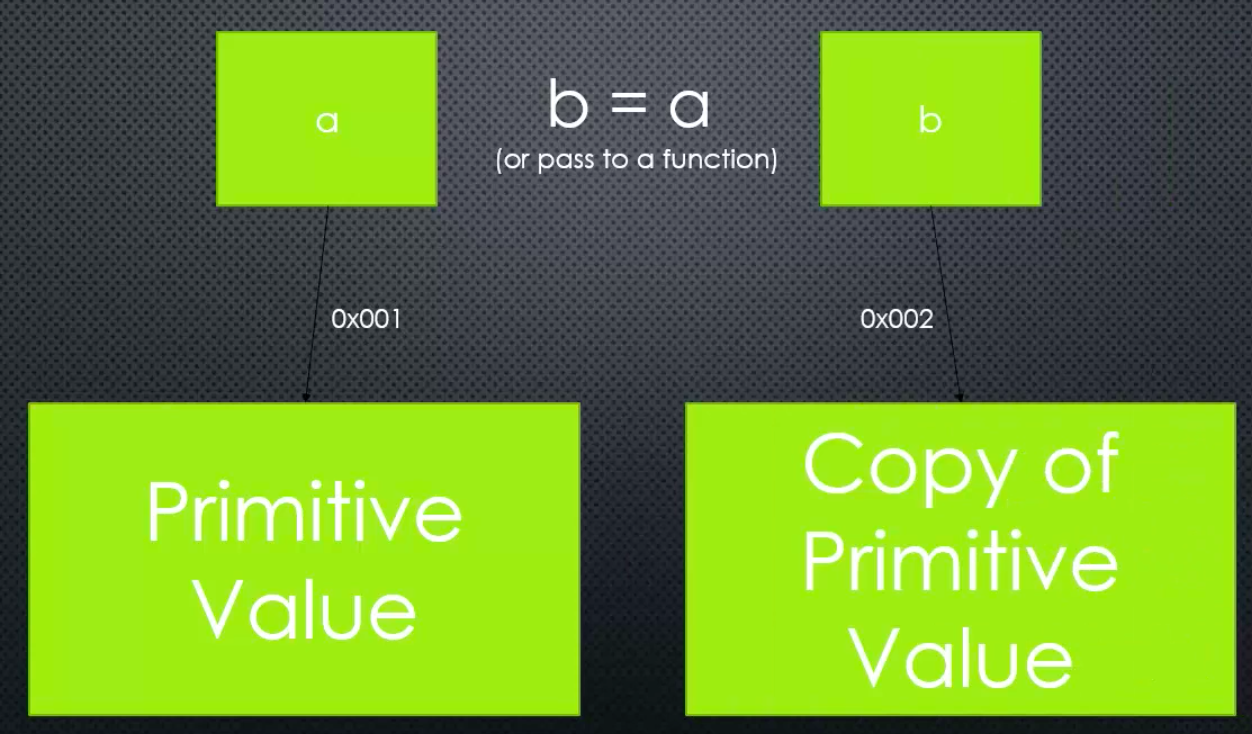 a
b = a
(or pass to a function)
b
0x001
0x002
Primitive
Value
Copy of
Primitive
Value